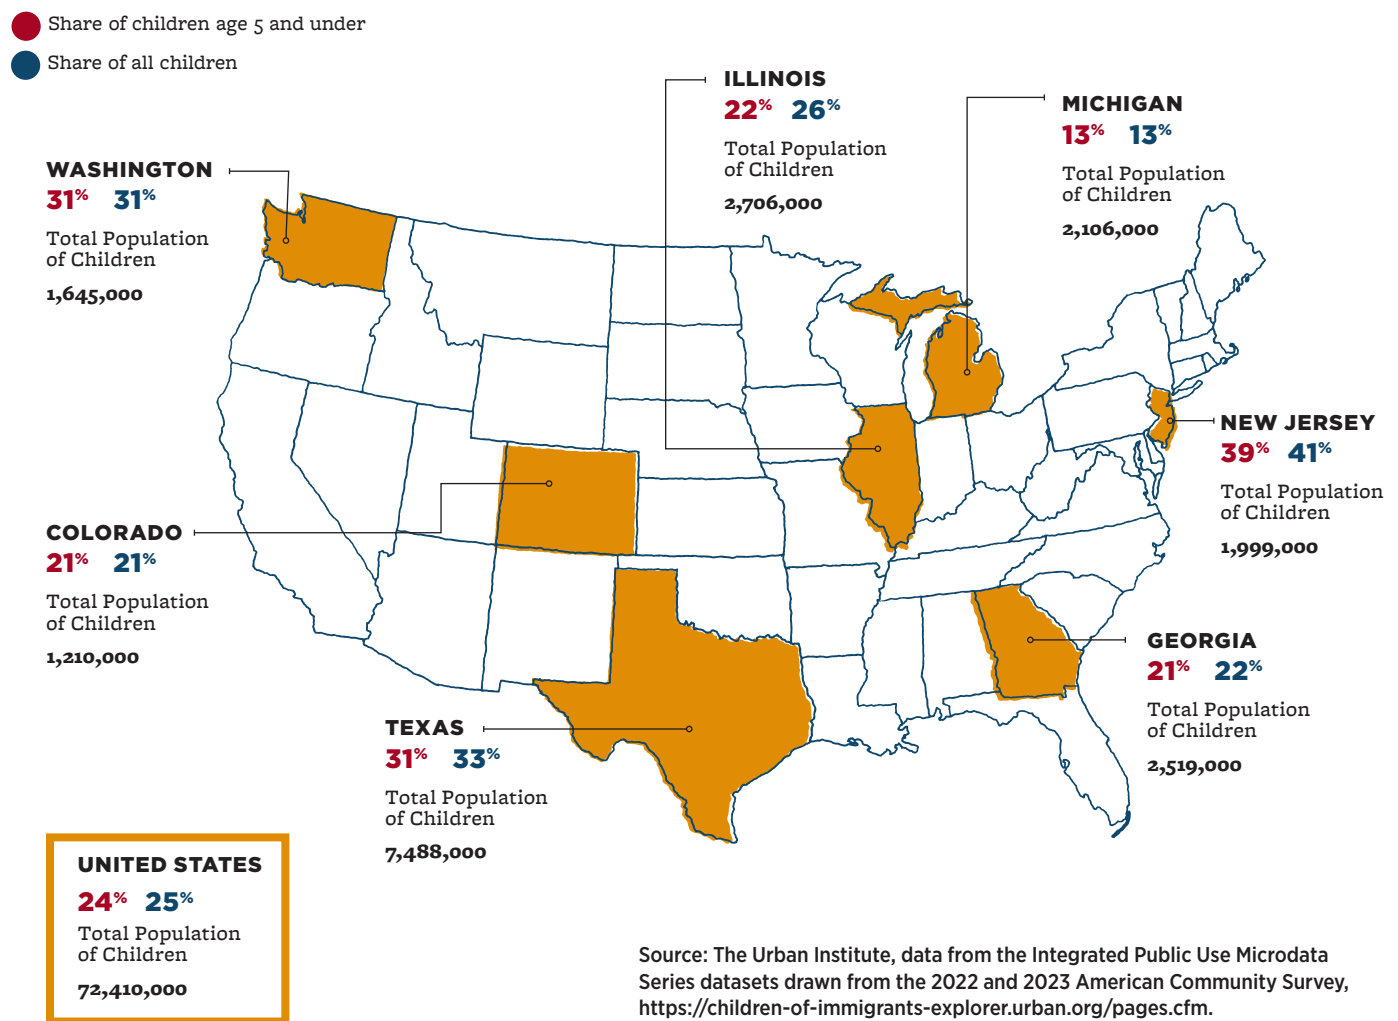 Share of children age 5 and under
Share of all children
WASHINGTON
31% 31%
Total Population
of Children
1,645,000
ILLINOIS
22% 26%
Total Population
of Children
2,706,000
MICHIGAN
13% 13%
Total Population
of Children
2,106,000
NEW JERSEY
39% 41%
Total Population
of Children
1,999,000
COLORADO
21% 21%
Total Population
of Children
1,210,000
GEORGIA
21% 22%
Total Population
of Children
2,519,000
TEXAS
31% 33%
Total Population
of Children
7,488,000
UNITED STATES
24% 25%
Total Population
of Children
72,410,000
Source: The Urban Institute, data from the Integrated Public Use Microdata
Series datasets drawn from the 2022 and 2023 American Community Survey,
https://children-of-immigrants-explorer.urban.org/pages.cfm.